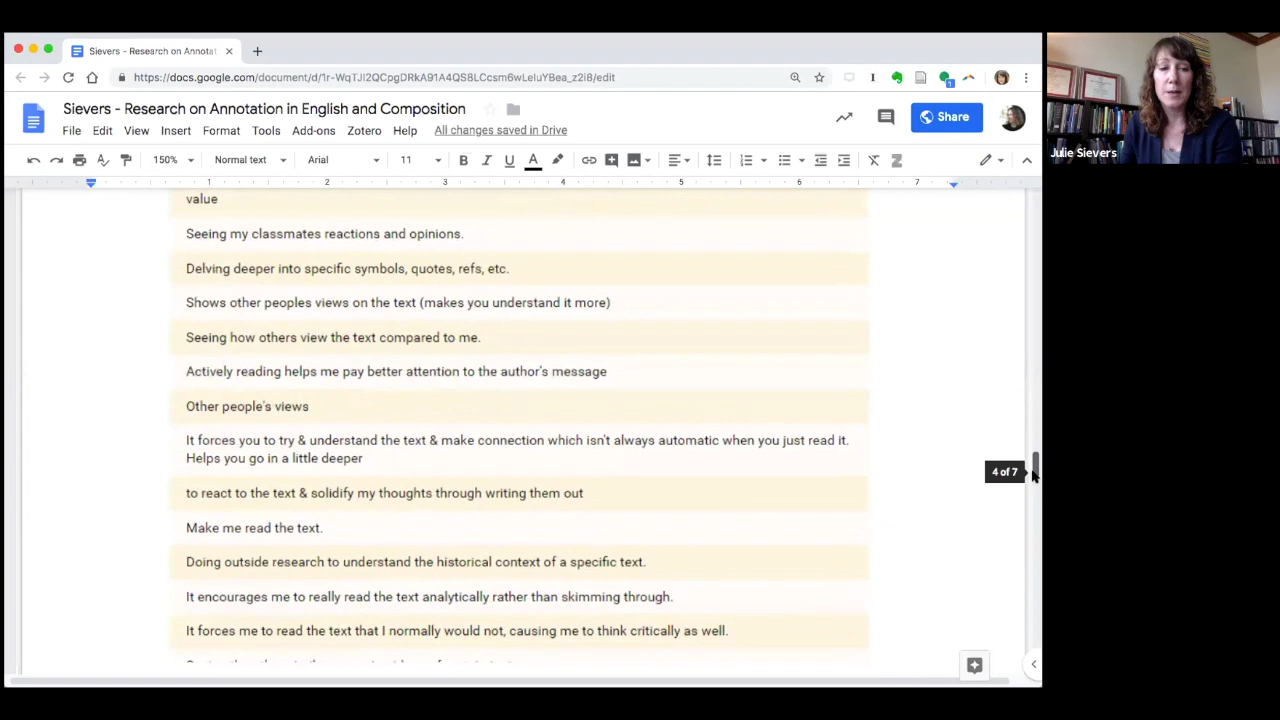 Sievers - Research on Annotat
https://docs.google.com/document/d/1r-WqTJl2QCpgDRkA91A4QS8LCcsm6wLeIuYBea_z2i8/edit
Sievers - Research on Annotation in English and Composition
File Edit View Insert Format Tools Add-ons Zotero Help All changes saved in Drive
Share
150% Normal text Arial 11
1 1 2 3 4 5 6 7
value
Seeing my classmates reactions and opinions.
Delving deeper into specific symbols, quotes, refs, etc.
Shows other peoples views on the text (makes you understand it more)
Seeing how others view the text compared to me.
Actively reading helps me pay better attention to the author's message
Other people's views
It forces you to try & understand the text & make connection which isn't always automatic when you just read it.
Helps you go in a little deeper
to react to the text & solidify my thoughts through writing them out
Make me read the text.
Doing outside research to understand the historical context of a specific text.
It encourages me to really read the text analytically rather than skimming through.
It forces me to read the text that I normally would not, causing me to think critically as well.
4 of 7
Julie Sievers